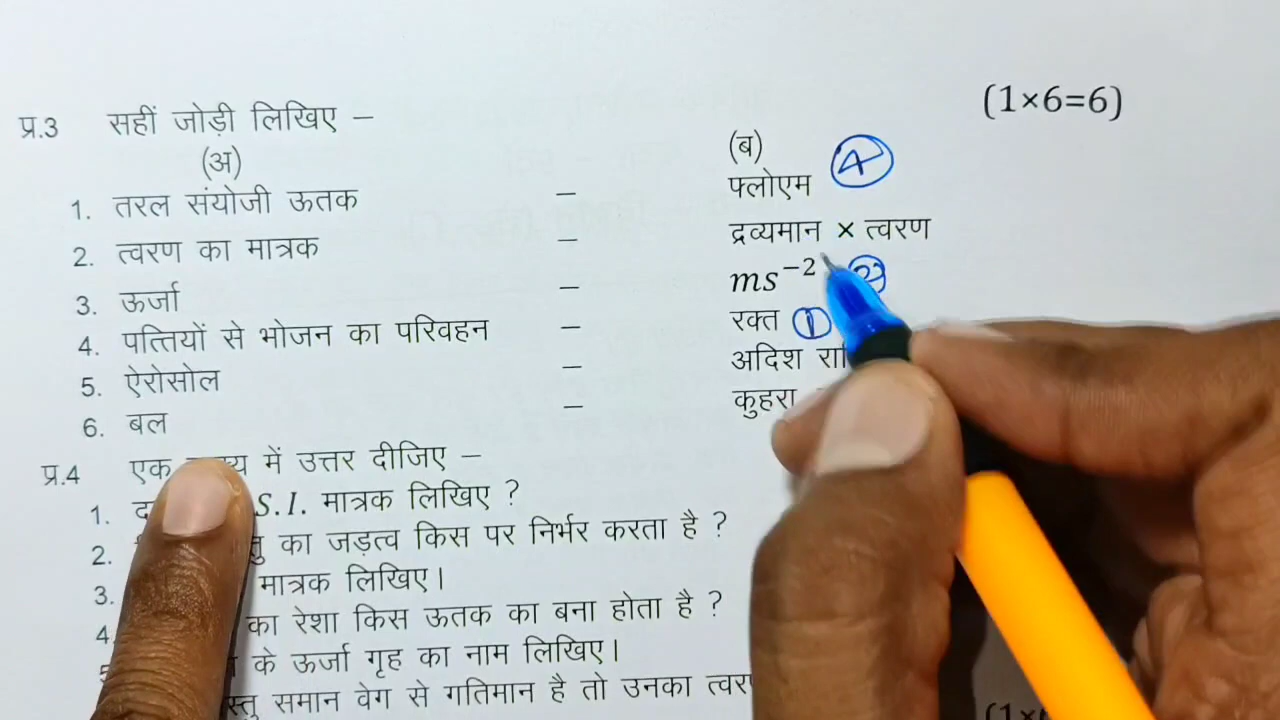 (1×6=6)
प्र.3 सहीं जोड़ी लिखिए –
(अ) (ब)
1. तरल संयोजी ऊतक – फ्लोएम 4
2. त्वरण का मात्रक – द्रव्यमान × त्वरण
3. ऊर्जा – ms⁻² 2
4. पत्तियों से भोजन का परिवहन – रक्त 1
5. ऐरोसोल – अदिश
6. बल – कुहरा
प्र.4 एक में उत्तर दीजिए –
1. S.I. मात्रक लिखिए ?
2. का जड़त्व किस पर निर्भर करता है ?
3. मात्रक लिखिए।
4. का रेशा किस ऊतक का बना होता है ?
के ऊर्जा गृह का नाम लिखिए।
समान वेग से गतिमान है तो उनका